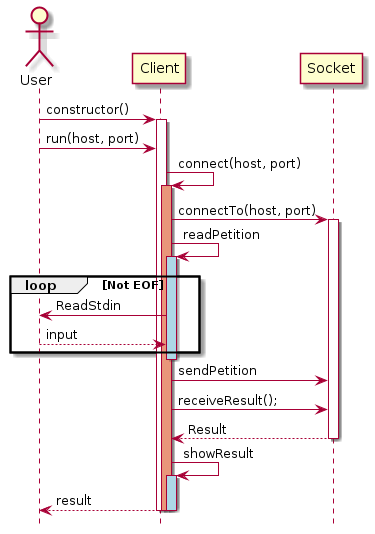 User
Client
Socket
constructor()
run(host, port)
connect(host, port)
connectTo(host, port)
readPetition
loop [Not EOF]
ReadStdin
input
sendPetition
receiveResult();
Result
showResult
result